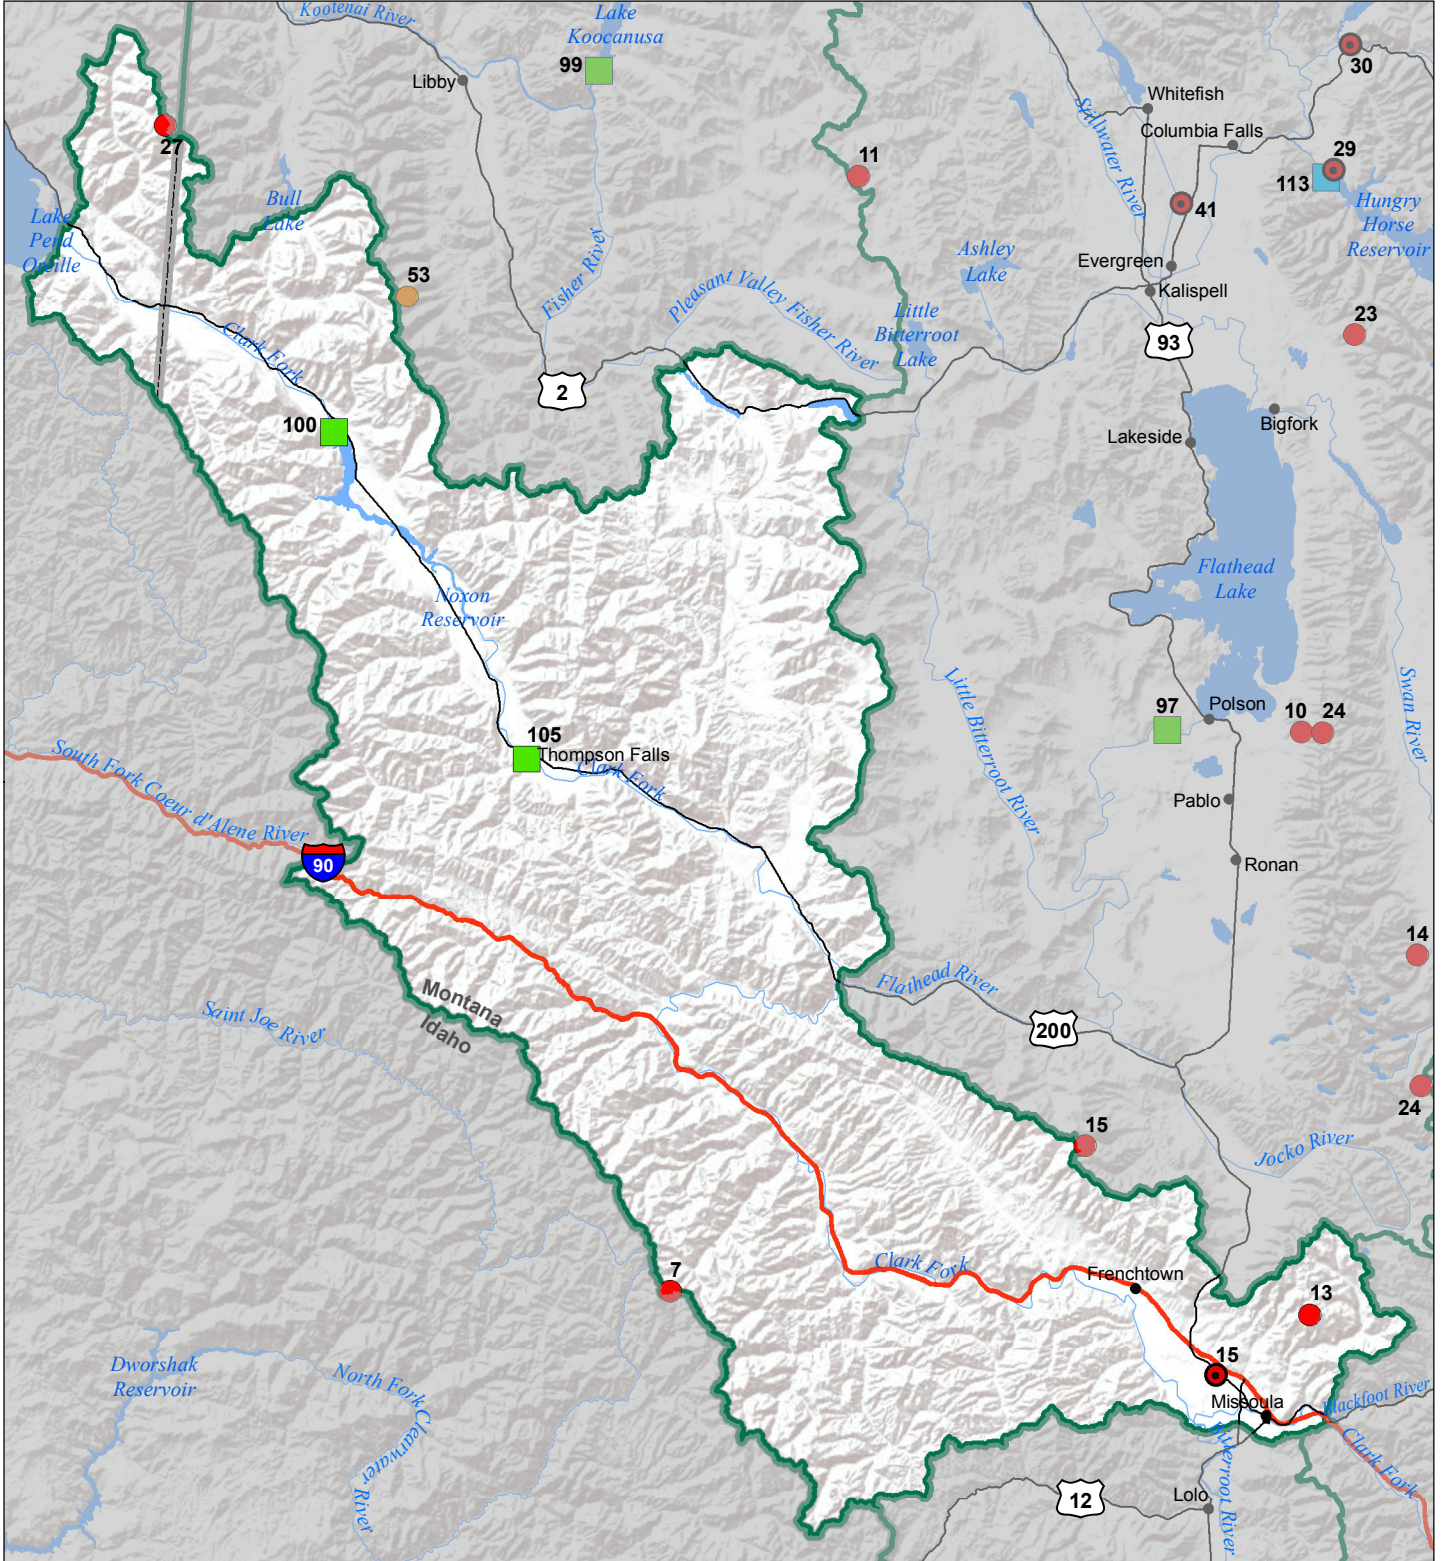 Kootenai River
Lake
Koocanusa
99
Libby
30
Whitefish
Columbia Falls
Stillwater River
29
113
27
11
Hungry
Horse
Reservoir
41
Bull
Lake
Lake
Pend
Oreille
Ashley
Lake
Evergreen
Kalispell
53
Fisher River
Pleasant Valley Fisher River
Little
Bitterroot
Lake
23
93
Clark Fork
2
100
Lakeside
Bigfork
Flathead
Lake
Noxon
Reservoir
Little Bitterroot River
Swan River
97
Polson
10
24
105
Thompson Falls
Clark Fork
South Fork Coeur d'Alene River
Pablo
90
Ronan
14
Flathead River
Montana
Idaho
Saint Joe River
200
24
15
Jocko River
7
Clark Fork
Frenchtown
13
Dworshak
Reservoir
North Fork Clearwater
River
15
Missoula
Blackfoot River
Bitterroot River
Clark Fork
12
Lolo